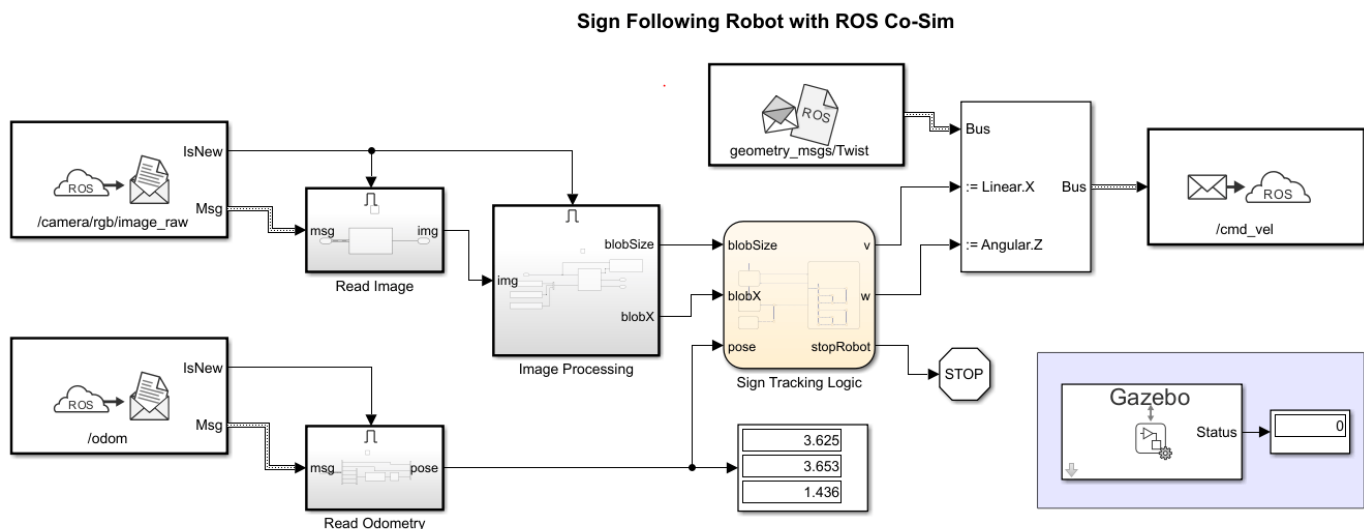 Sign Following Robot with ROS Co-Sim
ROS
geometry_msgs/Twist
Bus
:= Linear.X
:= Angular.Z
Bus
ROS
/cmd_vel
IsNew
ROS
Msg
/camera/rgb/image_raw
msg
img
Read Image
img
blobSize
blobX
Image Processing
blobSize
blobX
pose
v
w
stopRobot
Sign Tracking Logic
STOP
IsNew
ROS
Msg
/odom
msg
pose
Read Odometry
3.625
3.653
1.436
Gazebo
Status
0